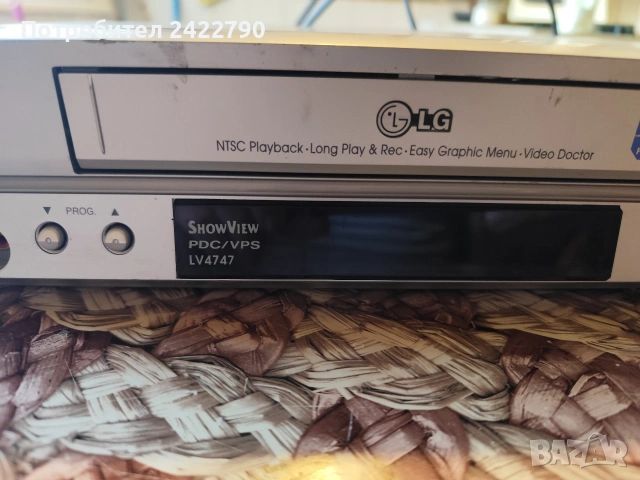 Потребител 2422790
LG
NTSC Playback • Long Play & Rec • Easy Graphic Menu • Video Doctor
▼ PROG. ▲
SHOWVIEW
PDC/VPS
LV4747
BAZAR